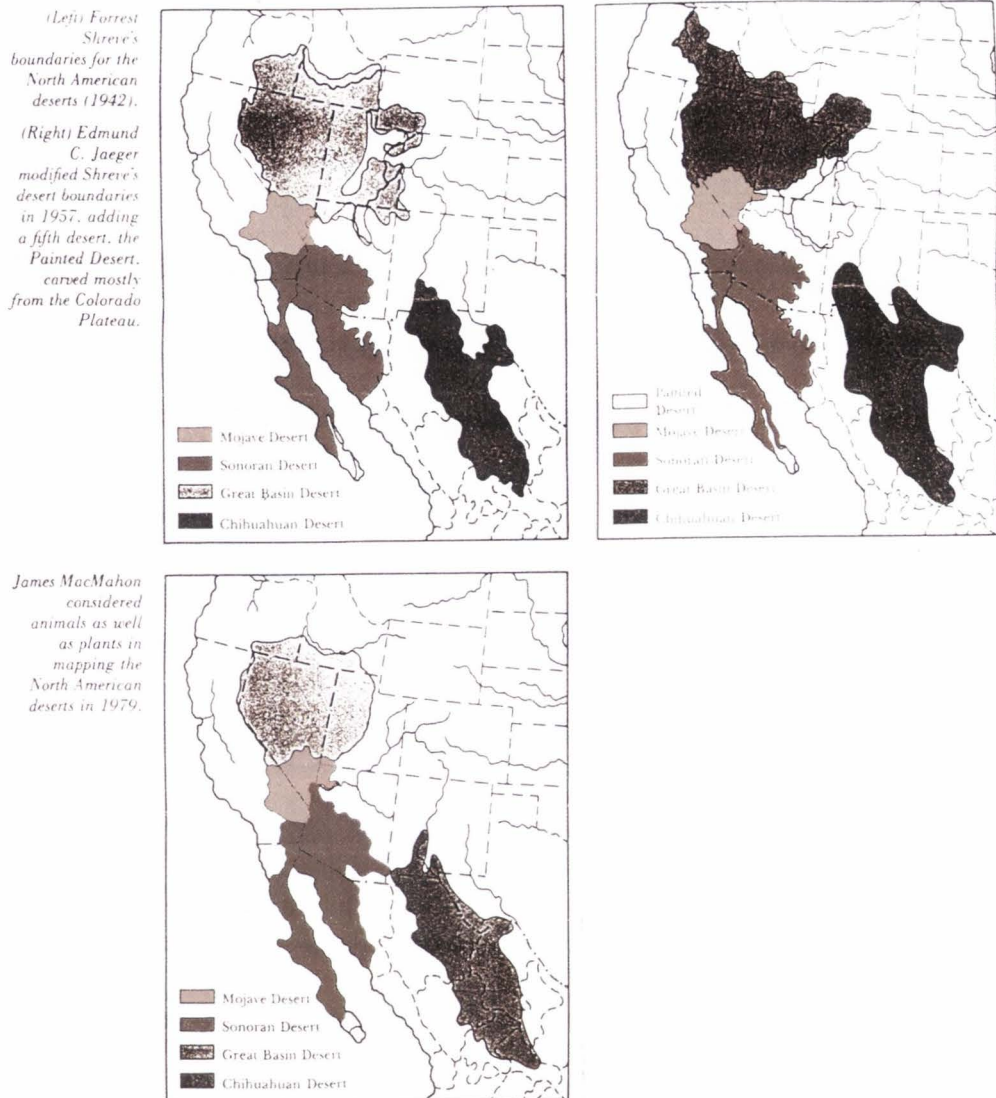 (Left) Forrest
Shreve's
boundaries for the
North American
deserts (1942).
(Right) Edmund
C. Jaeger
modified Shreve's
desert boundaries
in 1957, adding
a fifth desert, the
Painted Desert,
carved mostly
from the Colorado
Plateau.
Mojave Desert
Sonoran Desert
Great Basin Desert
Chihuahuan Desert
Painted
Desert
Mojave Desert
Sonoran Desert
Great Basin Desert
Chihuahuan Desert
James MacMahon
considered
animals as well
as plants in
mapping the
North American
deserts in 1979.
Mojave Desert
Sonoran Desert
Great Basin Desert
Chihuahuan Desert